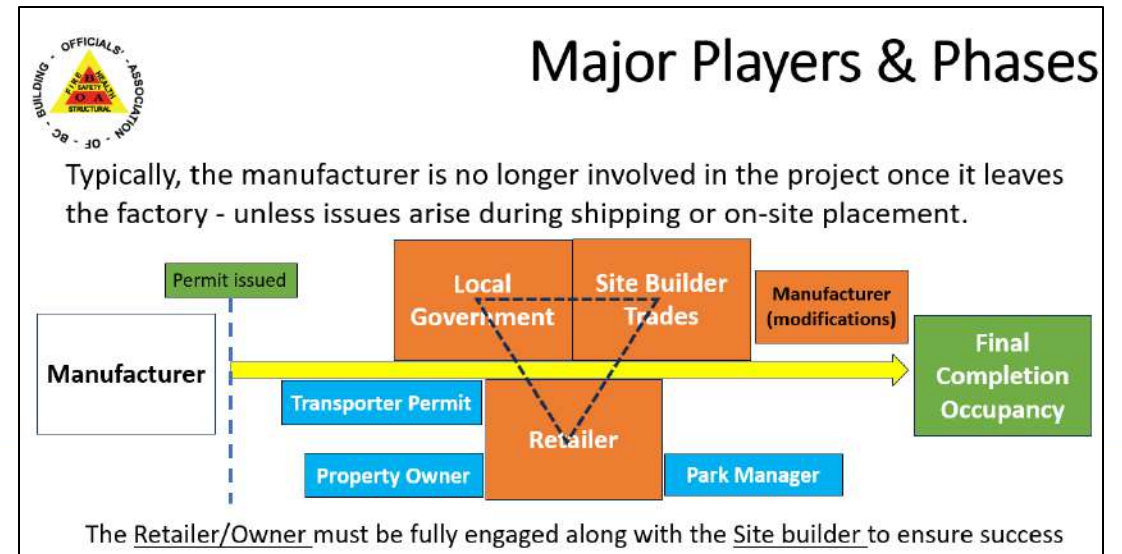 BUILDING - OFFICIALS' - ASSOCIATION - OF - BC -
FIRE SAFETY HEALTH
B
O A
STRUCTURAL
Major Players & Phases
Typically, the manufacturer is no longer involved in the project once it leaves
the factory - unless issues arise during shipping or on-site placement.
Permit issued
Manufacturer
Local
Government
Site Builder
Trades
Manufacturer
(modifications)
Final
Completion
Occupancy
Transporter Permit
Retailer
Property Owner
Park Manager
The Retailer/Owner must be fully engaged along with the Site builder to ensure success